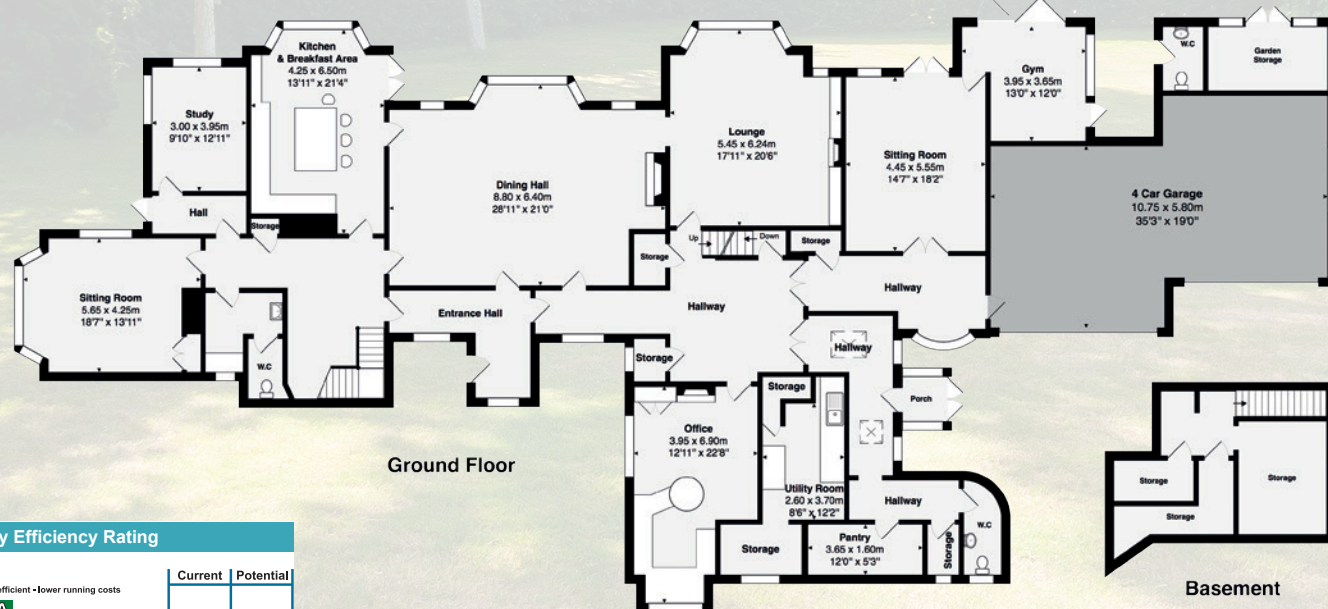 Kitchen
& Breakfast Area
4.25 x 6.50m
13'11" x 21'4"
Study
3.00 x 3.95m
9'10" x 12'11"
Hall
Storage
Sitting Room
5.65 x 4.25m
18'7" x 13'11"
W.C
Dining Hall
8.80 x 6.40m
28'11" x 21'0"
Entrance Hall
Lounge
5.45 x 6.24m
17'11" x 20'6"
Up
Down
Storage
Storage
Hallway
Sitting Room
4.45 x 5.55m
14'7" x 18'2"
Gym
3.95 x 3.65m
13'0" x 12'0"
W.C
Garden
Storage
4 Car Garage
10.75 x 5.80m
35'3" x 19'0"
Hallway
Hallway
Storage
Storage
Porch
Office
3.95 x 6.90m
12'11" x 22'8"
Utility Room
2.60 x 3.70m
8'6" x 12'2"
Hallway
W.C
Storage
Pantry
3.65 x 1.60m
12'0" x 5'3"
Storage
Ground Floor
Storage
Storage
Storage
Basement
y Efficiency Rating
Current
Potential
efficient - lower running costs
A